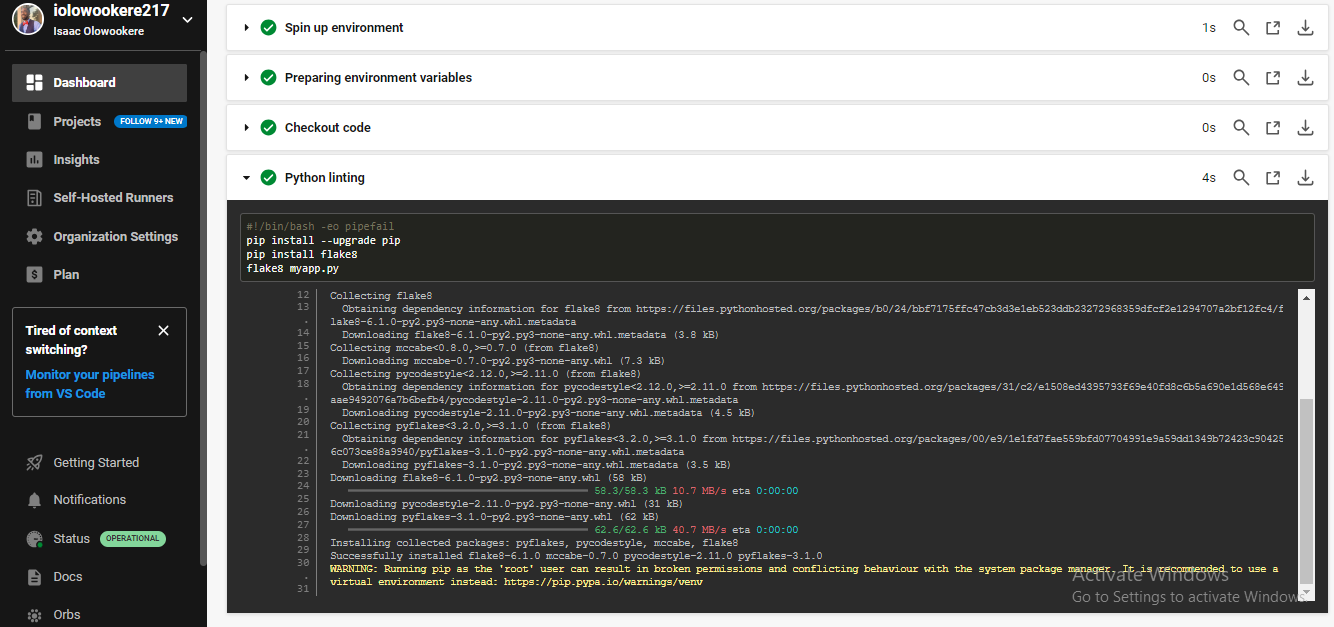 iolowookere217
Isaac Olowookere
Dashboard
Projects FOLLOW 9+ NEW
Insights
Self-Hosted Runners
Organization Settings
Plan
Tired of context
switching?
Monitor your pipelines
from VS Code
Getting Started
Notifications
Status OPERATIONAL
Docs
Orbs
Spin up environment 1s
Preparing environment variables 0s
Checkout code 0s
Python linting 4s
#!/bin/bash -eo pipefail
pip install --upgrade pip
pip install flake8
flake8 myapp.py
12 Collecting flake8
13 Obtaining dependency information for flake8 from https://files.pythonhosted.org/packages/b0/24/bbf7175ffc47cb3d3e1eb523ddb23272968359dfcf2e1294707a2bf12fc4/f
. lake8-6.1.0-py2.py3-none-any.whl.metadata
14 Downloading flake8-6.1.0-py2.py3-none-any.whl.metadata (3.8 kB)
15 Collecting mccabe<0.8.0,>=0.7.0 (from flake8)
16 Downloading mccabe-0.7.0-py2.py3-none-any.whl (7.3 kB)
17 Collecting pycodestyle<2.12.0,>=2.11.0 (from flake8)
18 Obtaining dependency information for pycodestyle<2.12.0,>=2.11.0 from https://files.pythonhosted.org/packages/31/c2/e1508ed4395793f69e40fd8c6b5a690e1d568e649
. aae9492076a7b6befb4/pycodestyle-2.11.0-py2.py3-none-any.whl.metadata
19 Downloading pycodestyle-2.11.0-py2.py3-none-any.whl.metadata (4.5 kB)
20 Collecting pyflakes<3.2.0,>=3.1.0 (from flake8)
21 Obtaining dependency information for pyflakes<3.2.0,>=3.1.0 from https://files.pythonhosted.org/packages/00/e9/1e1fd7fae559bfd07704991e9a59dd1349b72423c90425
. 6c073ce88a9940/pyflakes-3.1.0-py2.py3-none-any.whl.metadata
22 Downloading pyflakes-3.1.0-py2.py3-none-any.whl.metadata (3.5 kB)
23 Downloading flake8-6.1.0-py2.py3-none-any.whl (58 kB)
24 58.3/58.3 kB 10.7 MB/s eta 0:00:00
25 Downloading pycodestyle-2.11.0-py2.py3-none-any.whl (31 kB)
26 Downloading pyflakes-3.1.0-py2.py3-none-any.whl (62 kB)
27 62.6/62.6 kB 40.7 MB/s eta 0:00:00
28 Installing collected packages: pyflakes, pycodestyle, mccabe, flake8
29 Successfully installed flake8-6.1.0 mccabe-0.7.0 pycodestyle-2.11.0 pyflakes-3.1.0
30 WARNING: Running pip as the 'root' user can result in broken permissions and conflicting behaviour with the system package manager. It is recommended to use a
. virtual environment instead: https://pip.pypa.io/warnings/venv
31
Activate Windows
Go to Settings to activate Windows.